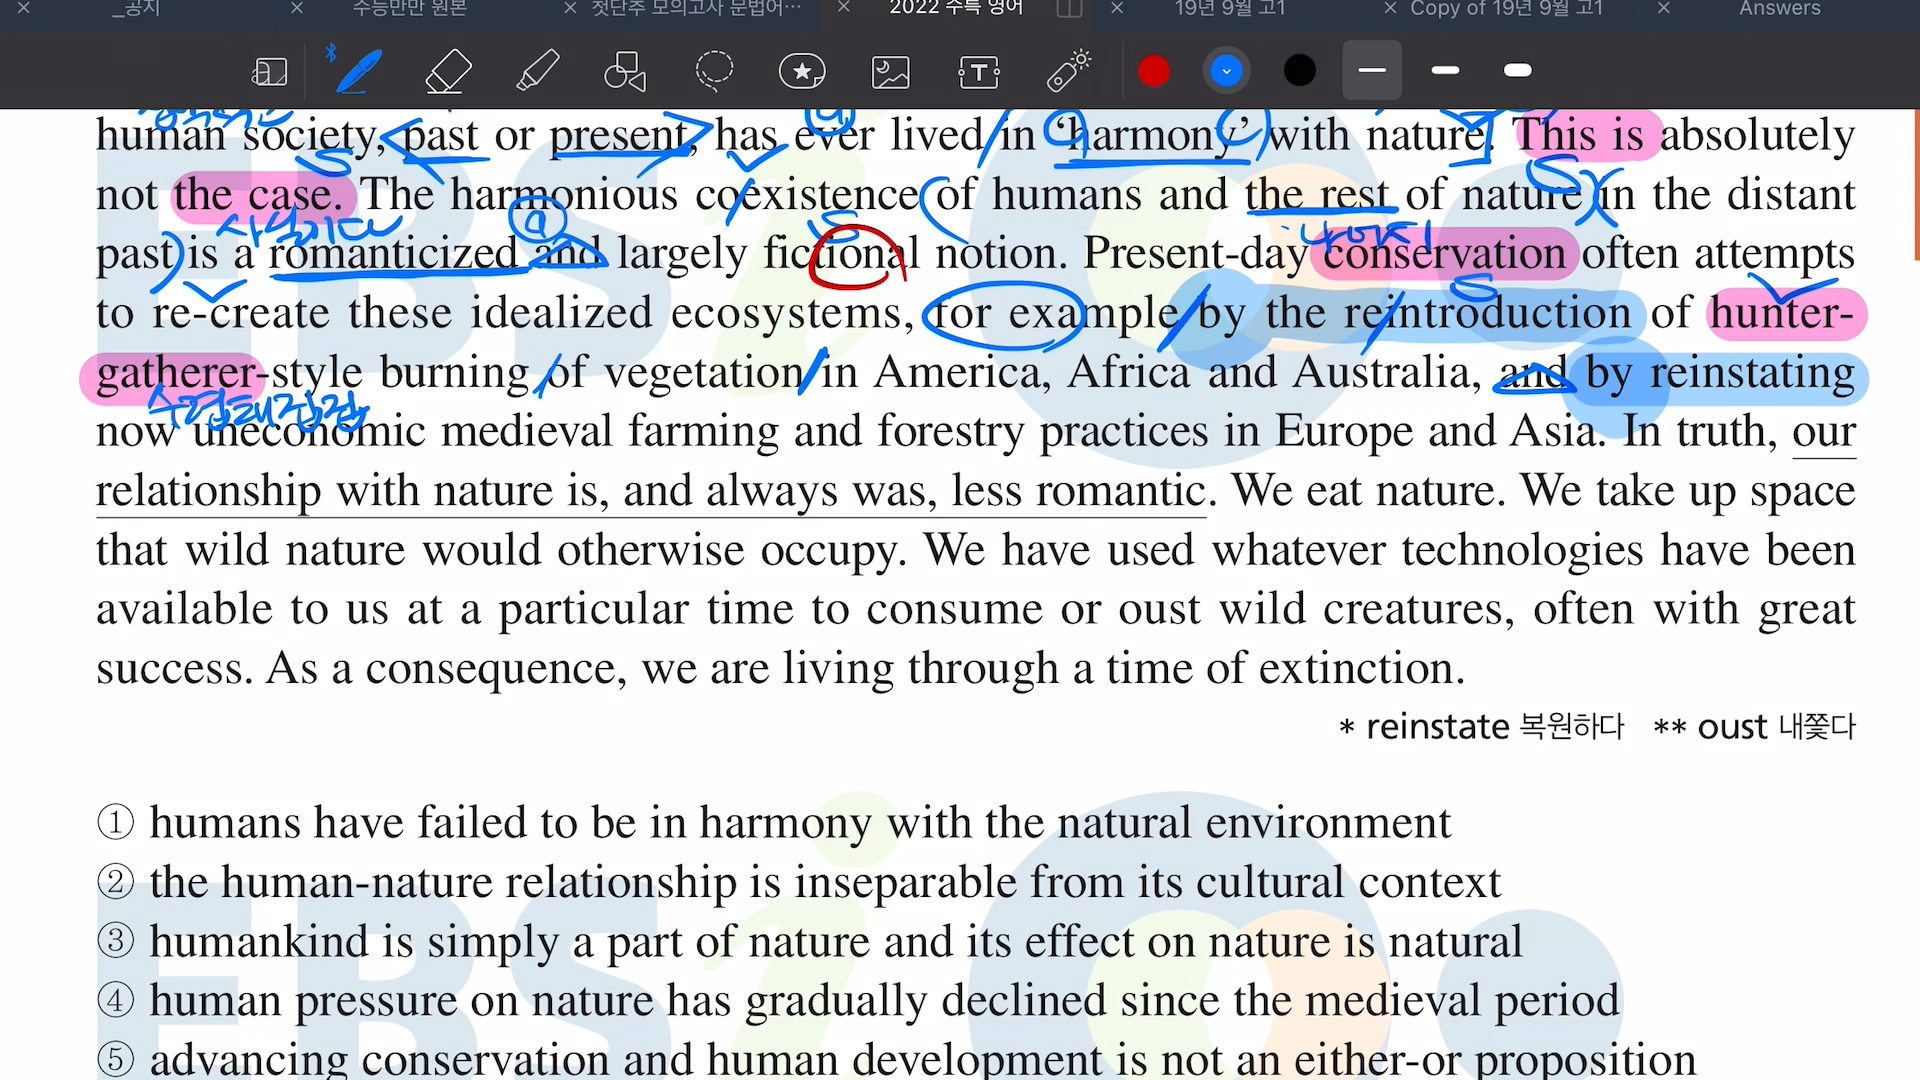 _공지 수능만만 원본 첫단추 모의고사 문법어… 2022 수특 영어 19년 9월 고1 Copy of 19년 9월 고1 Answers
human society, past or present, has ever lived in ‘harmony’ with nature. This is absolutely
not the case. The harmonious coexistence of humans and the rest of nature in the distant
past is a romanticized and largely fictional notion. Present-day conservation often attempts
to re-create these idealized ecosystems, for example by the reintroduction of hunter-
gatherer-style burning of vegetation in America, Africa and Australia, and by reinstating
수렵채집집
now uneconomic medieval farming and forestry practices in Europe and Asia. In truth, our
relationship with nature is, and always was, less romantic. We eat nature. We take up space
that wild nature would otherwise occupy. We have used whatever technologies have been
available to us at a particular time to consume or oust wild creatures, often with great
success. As a consequence, we are living through a time of extinction.
* reinstate 복원하다 ** oust 내쫓다
① humans have failed to be in harmony with the natural environment
② the human-nature relationship is inseparable from its cultural context
③ humankind is simply a part of nature and its effect on nature is natural
④ human pressure on nature has gradually declined since the medieval period
⑤ advancing conservation and human development is not an either-or proposition